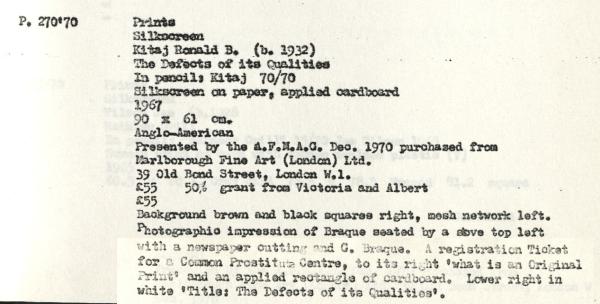 P. 270'70 Prints
Silkscreen
Kitaj Ronald B. (b. 1932)
The Defects of its Qualities
In pencil: Kitaj 70/70
Silkscreen on paper, applied cardboard
1967
90 x 61 cm.
Anglo-American
Presented by the A.F.M.A.G. Dec. 1970 purchased from
Marlborough Fine Art (London) Ltd.
39 Old Bond Street, London W.1.
£55 50% grant from Victoria and Albert
£55
Background brown and black squares right, mesh network left.
Photographic impression of Braque seated by a stove top left
with a newspaper cutting and G. Braque. A registration Ticket
for a Common Prostitute Centre, to its right 'what is an Original
Print' and an applied rectangle of cardboard. Lower right in
white 'Title: The Defects of its Qualities'.